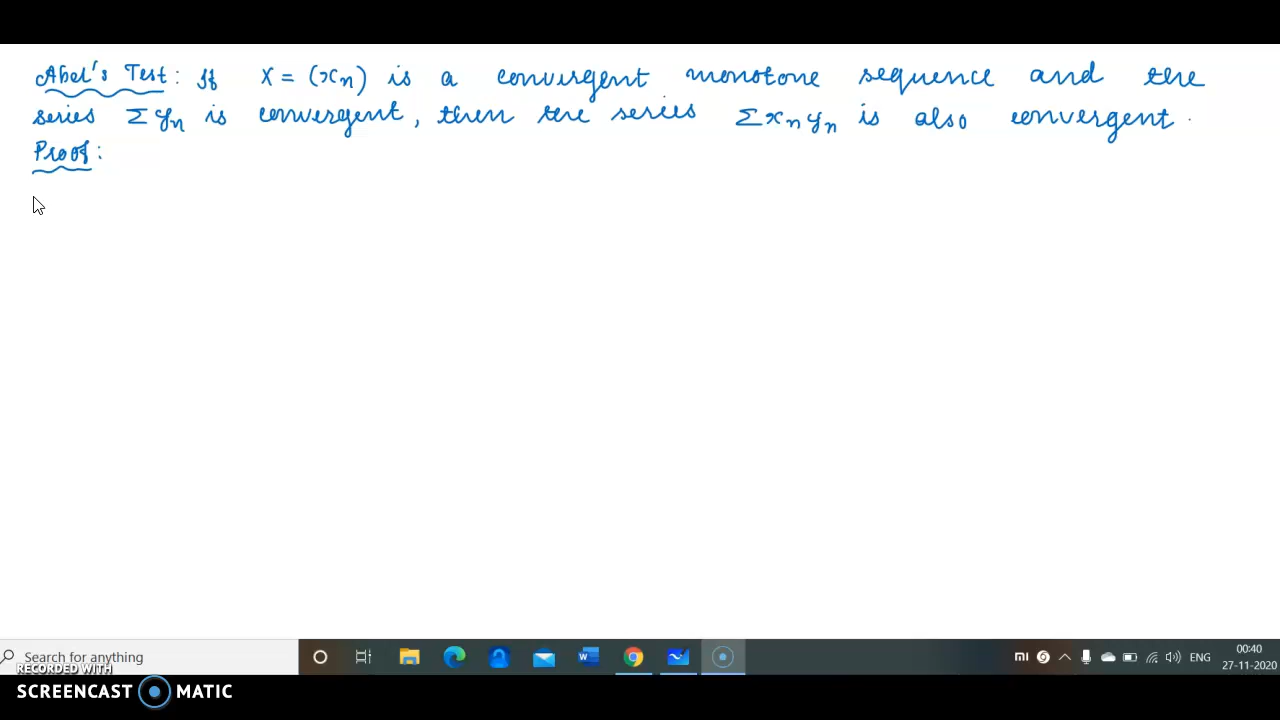 Abel's Test: If X = (xn) is a convergent monotone sequence and the
series Σyn is convergent, then the series Σxnyn is also convergent.
Proof:
Search for anything
ENG
00:40
27-11-2020
RECORDED WITH
SCREENCAST MATIC